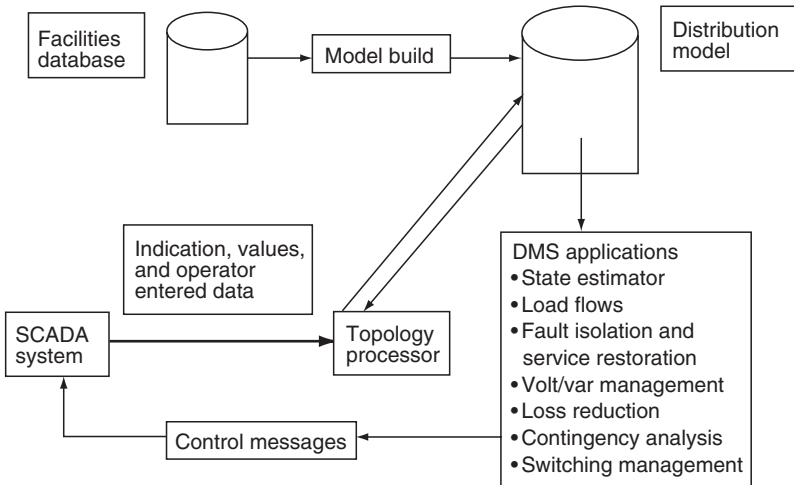 Facilities
database
Model build
Distribution
model
Indication, values,
and operator
entered data
SCADA
system
Topology
processor
Control messages
DMS applications
•State estimator
•Load flows
•Fault isolation and
service restoration
•Volt/var management
•Loss reduction
•Contingency analysis
•Switching management